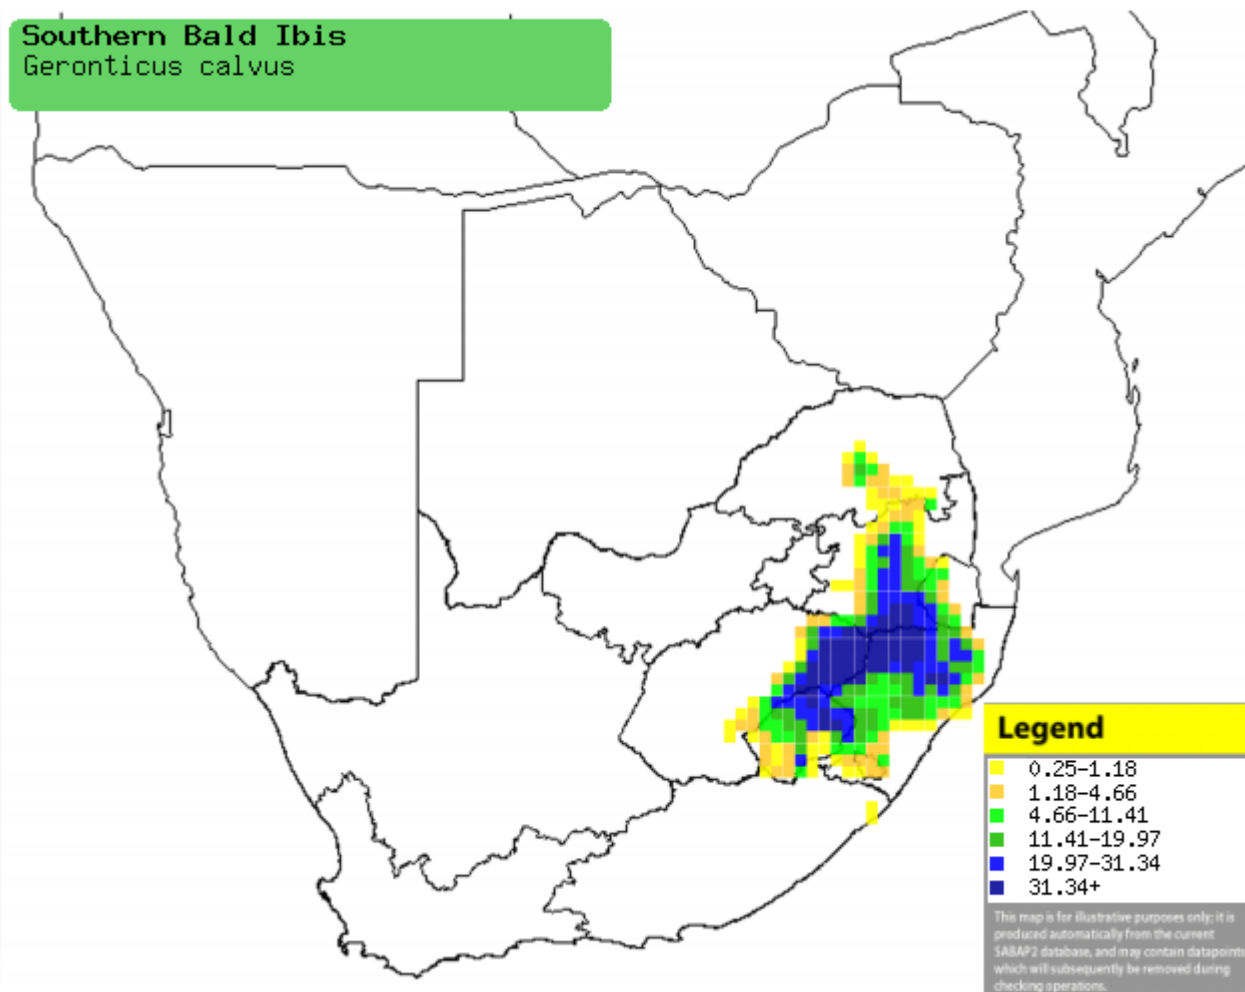 Southern Bald Ibis
Geronticus calvus
Legend
0.25-1.18
1.18-4.66
4.66-11.41
11.41-19.97
19.97-31.34
31.34+
This map is for illustrative purposes only; it is
produced automatically from the current
SABAP2 database, and may contain datapoints
which will subsequently be removed during
checking operations.